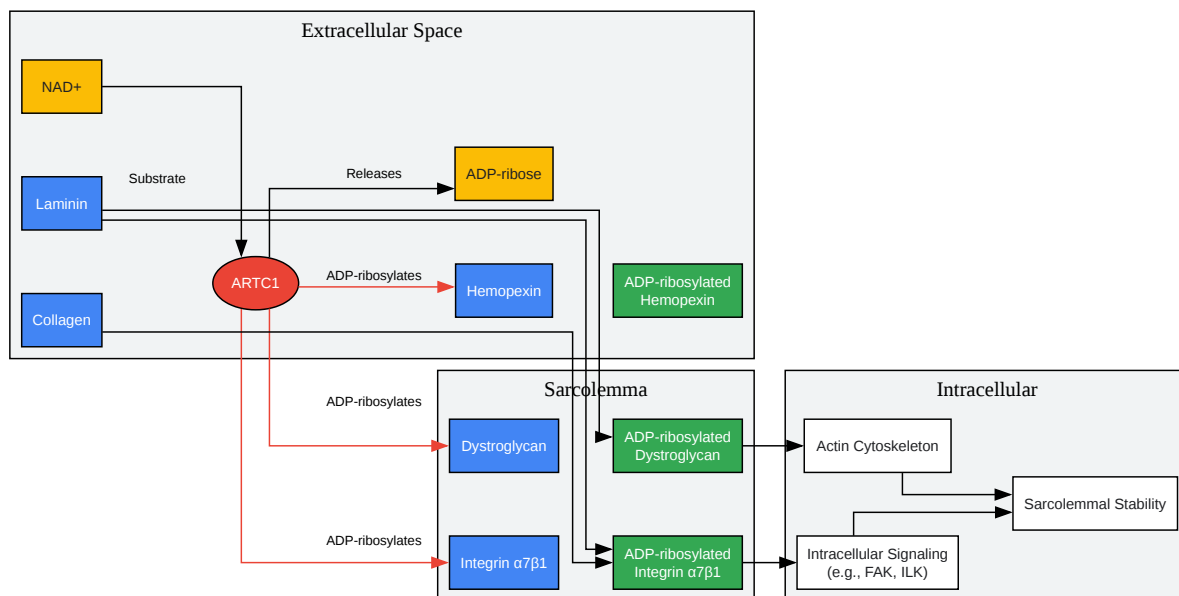 Extracellular Space
NAD+
Substrate
Releases
ADP-ribose
Laminin
ARTC1
ADP-ribosylates
Hemopexin
ADP-ribosylated
Hemopexin
Collagen
Sarcolemma
Intracellular
ADP-ribosylates
Dystroglycan
ADP-ribosylated
Dystroglycan
Actin Cytoskeleton
Sarcolemmal Stability
ADP-ribosylates
Integrin α7β1
ADP-ribosylated
Integrin α7β1
Intracellular Signaling
(e.g., FAK, ILK)